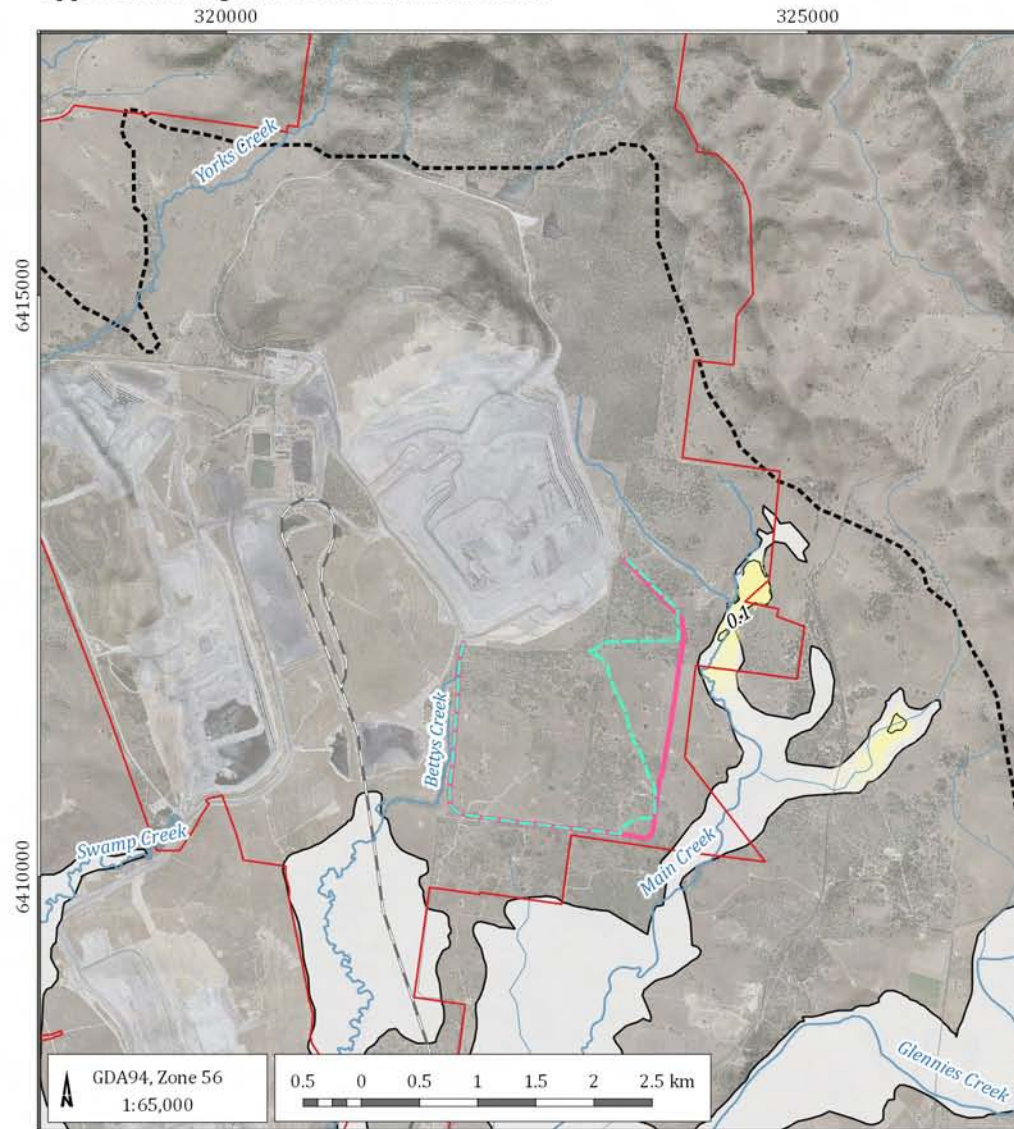 320000 325000
Yorks Creek
6415000
0.1
Bettys Creek
Swamp Creek
Main Creek
6410000
Glennies Creek
GDA94, Zone 56
1:65,000
0.5 0 0.5 1 1.5 2 2.5 km